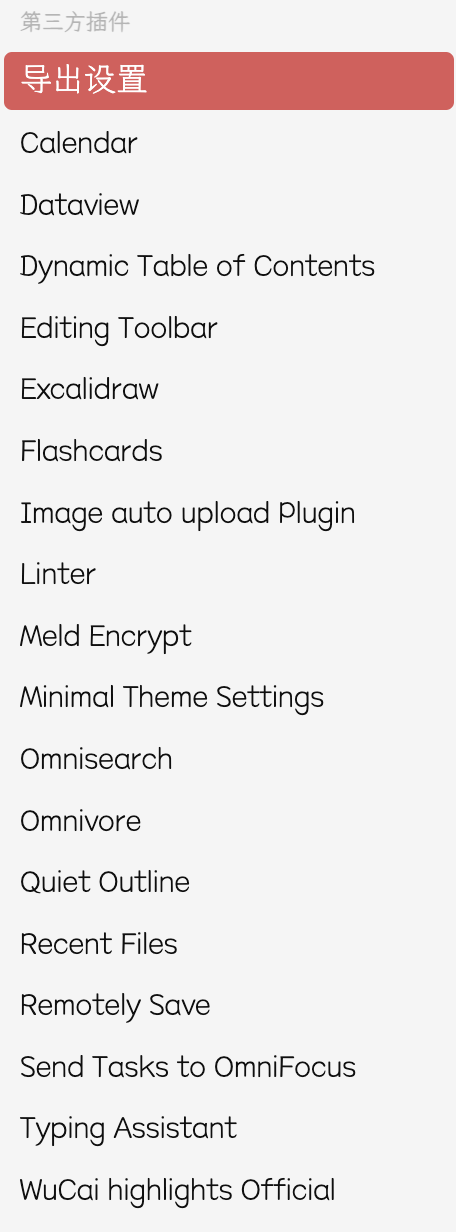 第三方插件
导出设置
Calendar
Dataview
Dynamic Table of Contents
Editing Toolbar
Excalidraw
Flashcards
Image auto upload Plugin
Linter
Meld Encrypt
Minimal Theme Settings
Omnisearch
Omnivore
Quiet Outline
Recent Files
Remotely Save
Send Tasks to OmniFocus
Typing Assistant
WuCai highlights Official